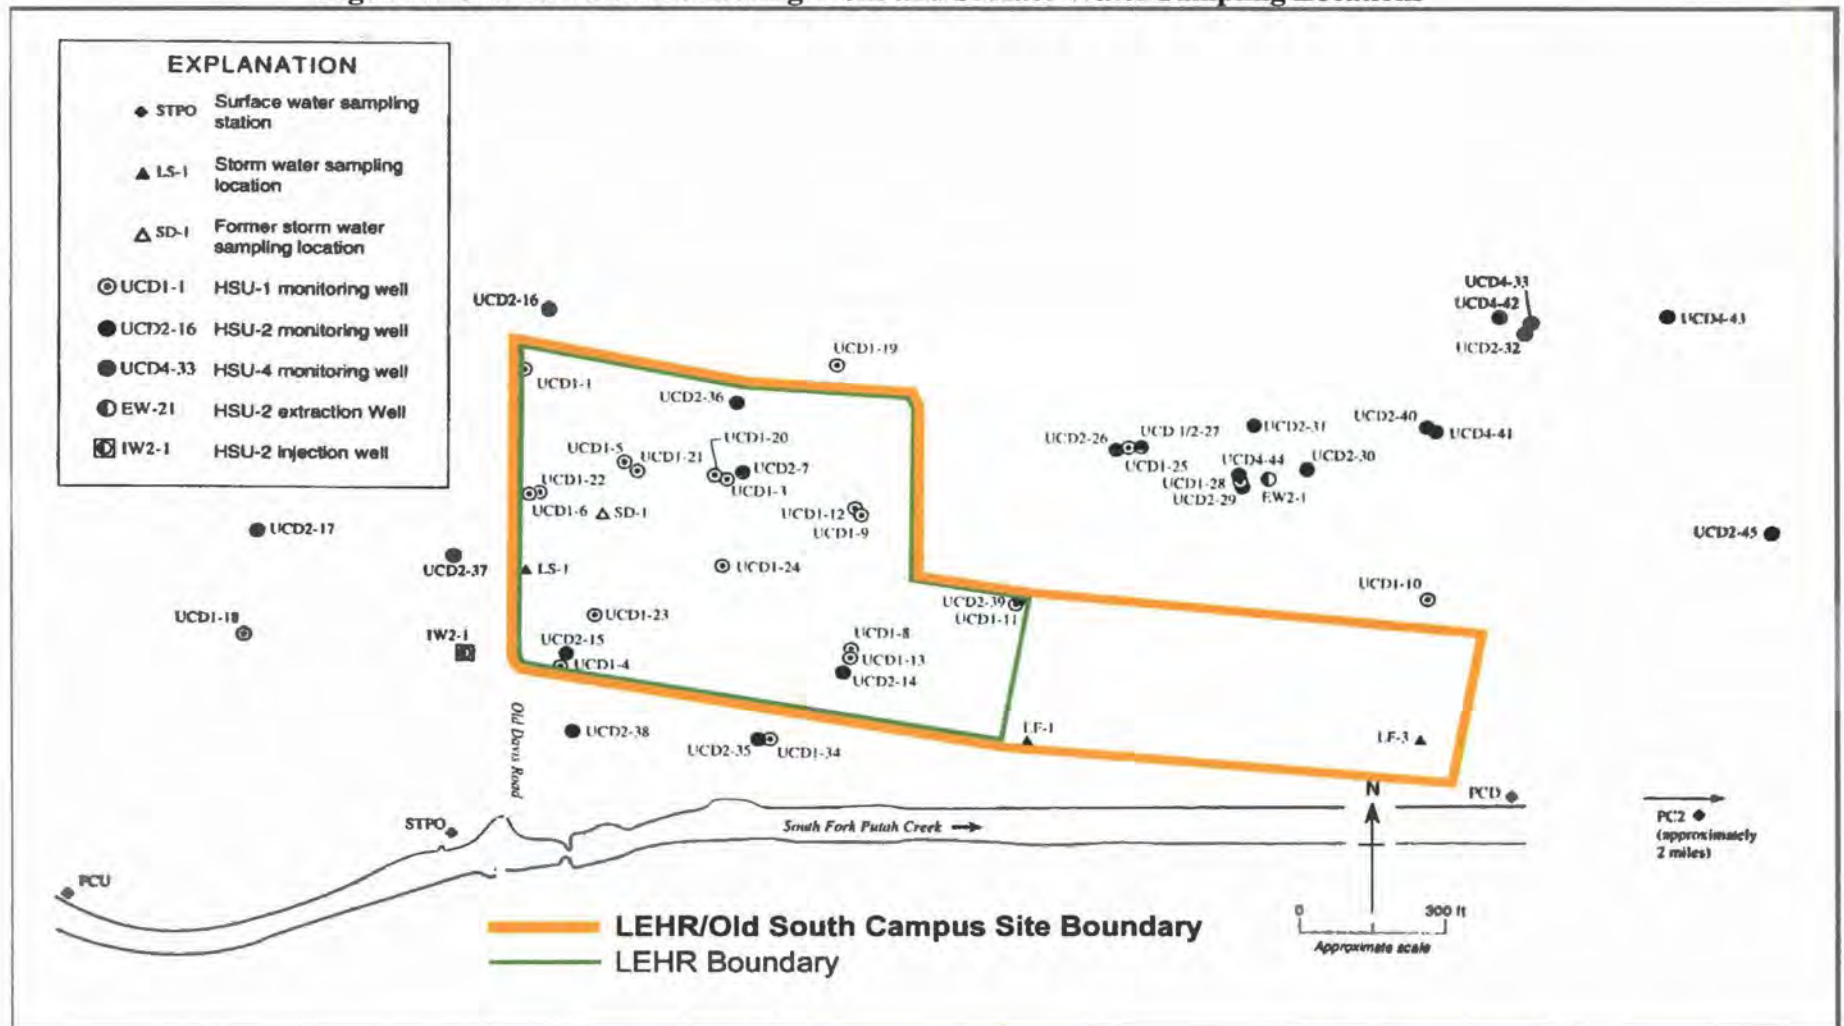 EXPLANATION
STPO Surface water sampling
station
LS-1 Storm water sampling
location
SD-1 Former storm water
sampling location
UCD1-1 HSU-1 monitoring well
UCD2-16 HSU-2 monitoring well
UCD4-33 HSU-4 monitoring well
EW-21 HSU-2 extraction Well
IW2-1 HSU-2 injection well
UCD2-16
UCD4-33
UCD4-42
UCD4-43
UCD2-32
UCD1-19
UCD1-1
UCD2-36
UCD2-40
UCD4-41
UCD2-31
UCD 1/2-27
UCD2-26
UCD1-25
UCD1-20
UCD1-5
UCD1-21
UCD2-7
UCD1-3
UCD4-44
UCD2-30
UCD1-28
EW2-1
UCD2-29
UCD1-22
UCD1-6
SD-1
UCD1-12
UCD1-9
UCD2-17
UCD2-45
UCD2-37
LS-1
UCD1-24
UCD1-10
UCD2-39
UCD1-11
UCD1-18
UCD1-23
IW2-1
UCD2-15
UCD1-4
UCD1-8
UCD1-13
UCD2-14
Old Davis Road
UCD2-38
UCD2-35
UCD1-34
LF-1
LF-3
N
PCD
STPO
South Fork Putah Creek
PC2
(approximately
2 miles)
PCU
LEHR/Old South Campus Site Boundary
LEHR Boundary
0 300 ft
Approximate scale